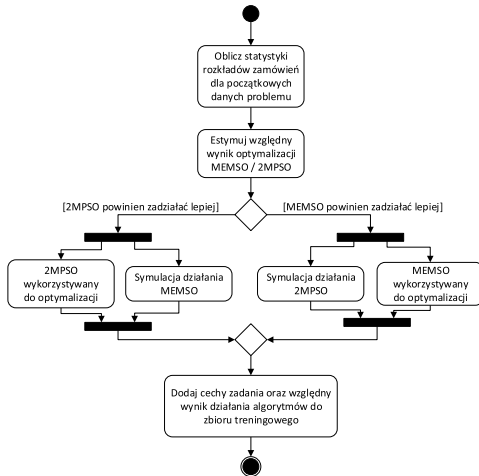 Oblicz statystyki
rozkładów zamówień
dla początkowych
danych problemu
Estymuj względny
wynik optymalizacji
MEMSO / 2MPSO
[2MPSO powinien zadziałać lepiej]
[MEMSO powinien zadziałać lepiej]
2MPSO
wykorzystywany
do optymalizacji
Symulacja działania
MEMSO
Symulacja działania
2MPSO
MEMSO
wykorzystywany
do optymalizacji
Dodaj cechy zadania oraz względny
wynik działania algorytmów do
zbioru treningowego